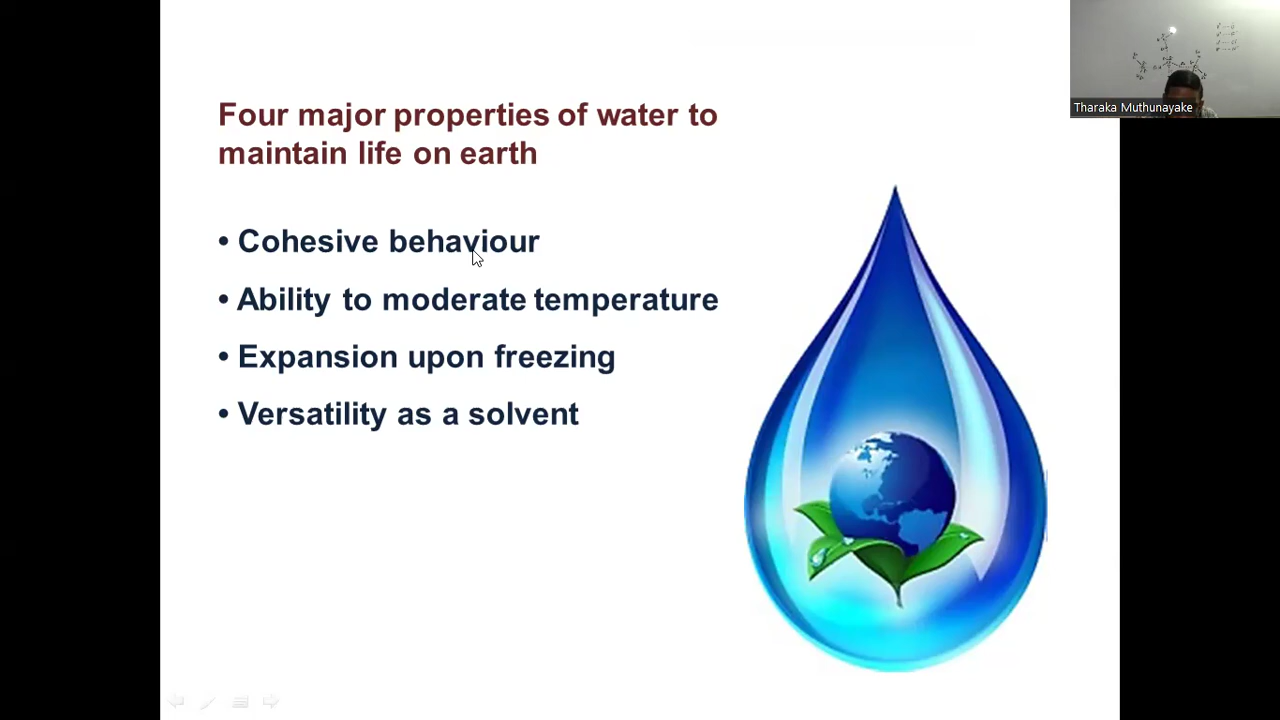 Four major properties of water to
maintain life on earth
• Cohesive behaviour
• Ability to moderate temperature
• Expansion upon freezing
• Versatility as a solvent
Tharaka Muthunayake